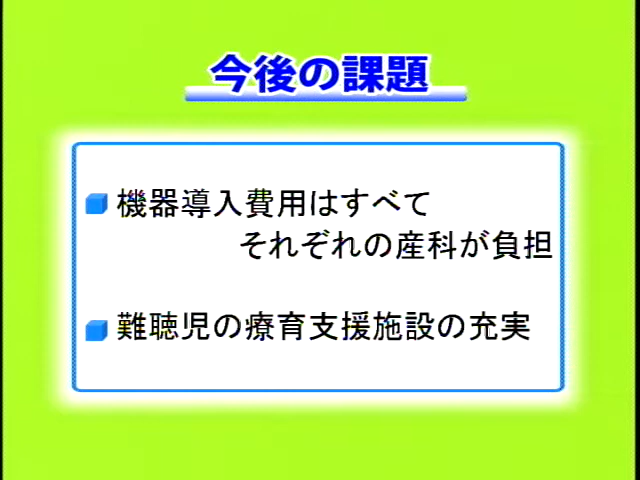 今後の課題
機器導入費用はすべて
それぞれの産科が負担
難聴児の療育支援施設の充実